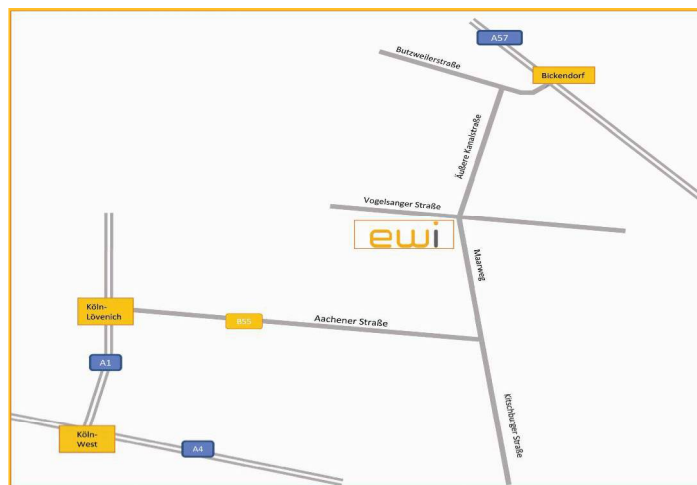 A57
Butzweilerstraße
Bickendorf
Äußere Kanalstraße
Vogelsanger Straße
ewi
Maarweg
Köln-
Lövenich
B55
Aachener Straße
A1
Kitschburger Straße
Köln-
West
A4